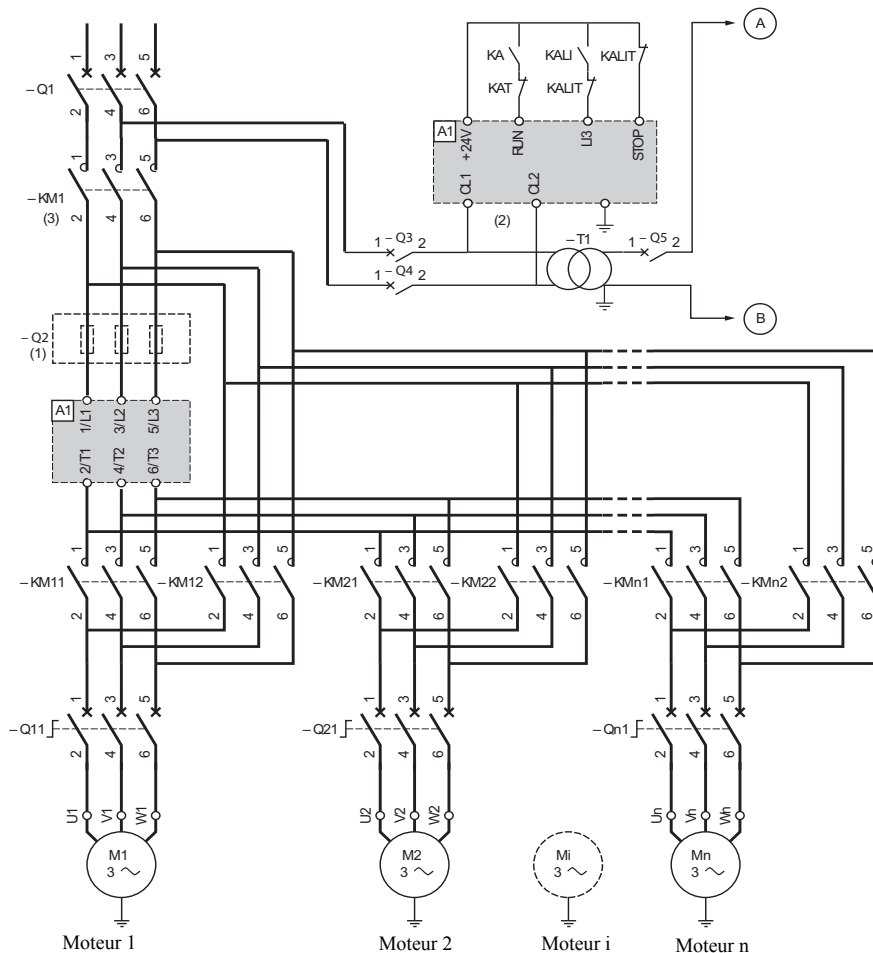 A
KA
KALI
KALIT
KAT
KALIT
1 3 5
–Q1
2 4 6
A1
+24V RUN LI3 STOP
CL1 CL2
(2)
1 3 5
–KM1
(3)
2 4 6
1 –Q3 2
–T1
1 –Q5 2
1 –Q4 2
B
–Q2
(1)
A1
1/L1 3/L2 5/L3
2/T1 4/T2 6/T3
1 3 5 1 3 5 1 3 5 1 3 5 1 3 5 1 3 5
–KM11 –KM12 –KM21 –KM22 –KMn1 –KMn2
2 4 6 2 4 6 2 4 6 2 4 6 2 4 6 2 4 6
1 3 5 1 3 5 1 3 5
–Q11 –Q21 –Qn1
2 4 6 2 4 6 2 4 6
U1 V1 W1 U2 V2 W2 Un Vn Wn
M1 M2 Mi Mn
3 ~ 3 ~ 3 ~ 3 ~
Moteur 1 Moteur 2 Moteur i Moteur n